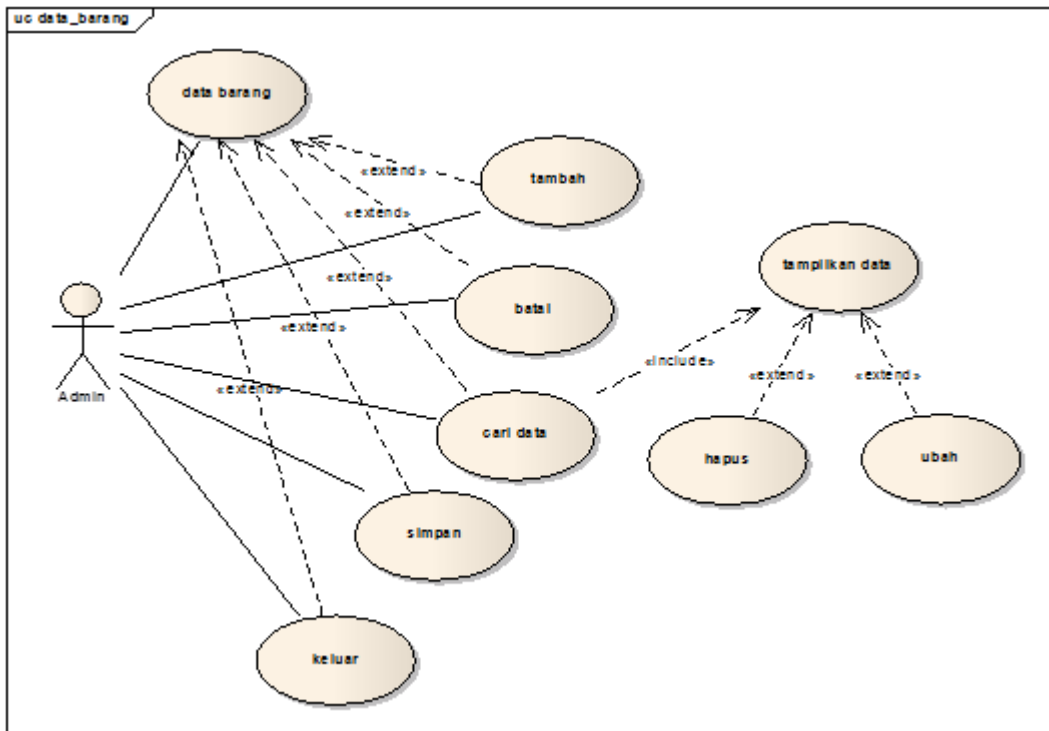 uc data_barang
data barang
«extend»
tambah
«extend»
tampilkan data
«extend»
batal
«extend»
«include»
«extend»
«extend»
«extend»
Admin
cari data
hapus
ubah
simpan
keluar